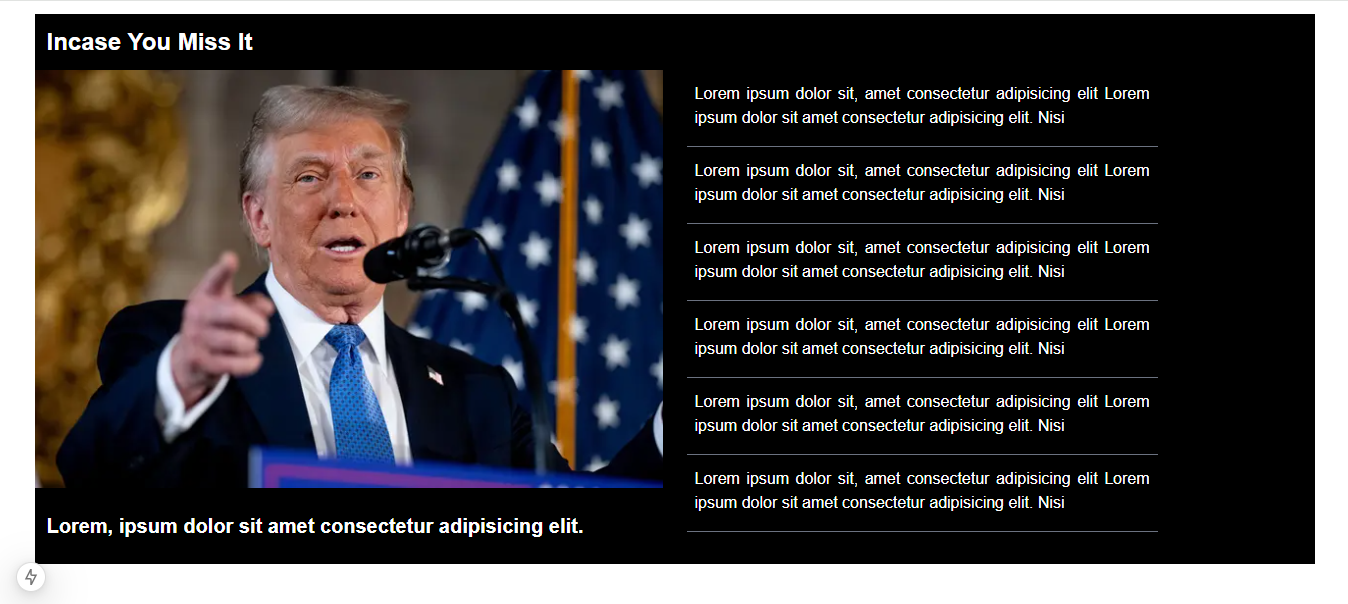 Incase You Miss It
Lorem ipsum dolor sit, amet consectetur adipisicing elit Lorem
ipsum dolor sit amet consectetur adipisicing elit. Nisi
Lorem ipsum dolor sit, amet consectetur adipisicing elit Lorem
ipsum dolor sit amet consectetur adipisicing elit. Nisi
Lorem ipsum dolor sit, amet consectetur adipisicing elit Lorem
ipsum dolor sit amet consectetur adipisicing elit. Nisi
Lorem ipsum dolor sit, amet consectetur adipisicing elit Lorem
ipsum dolor sit amet consectetur adipisicing elit. Nisi
Lorem ipsum dolor sit, amet consectetur adipisicing elit Lorem
ipsum dolor sit amet consectetur adipisicing elit. Nisi
Lorem ipsum dolor sit, amet consectetur adipisicing elit Lorem
ipsum dolor sit amet consectetur adipisicing elit. Nisi
Lorem, ipsum dolor sit amet consectetur adipisicing elit.